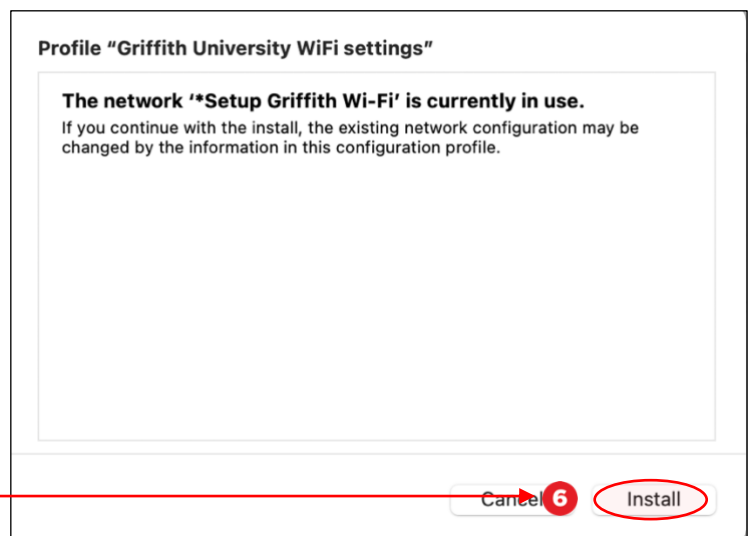 Profile “Griffith University WiFi settings”
The network ‘*Setup Griffith Wi-Fi’ is currently in use.
If you continue with the install, the existing network configuration may be
changed by the information in this configuration profile.
Cancel 6 Install